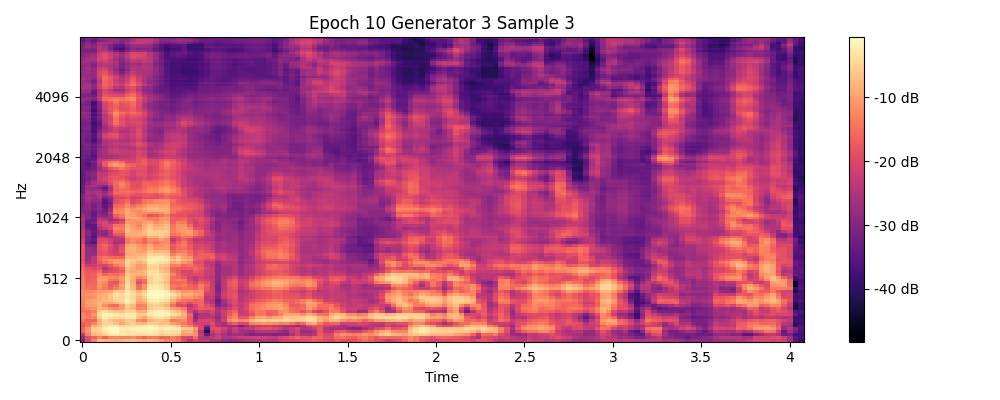 Epoch 10 Generator 3 Sample 3
Hz
4096
2048
1024
512
0
0 0.5 1 1.5 2 2.5 3 3.5 4
Time
-10 dB
-20 dB
-30 dB
-40 dB